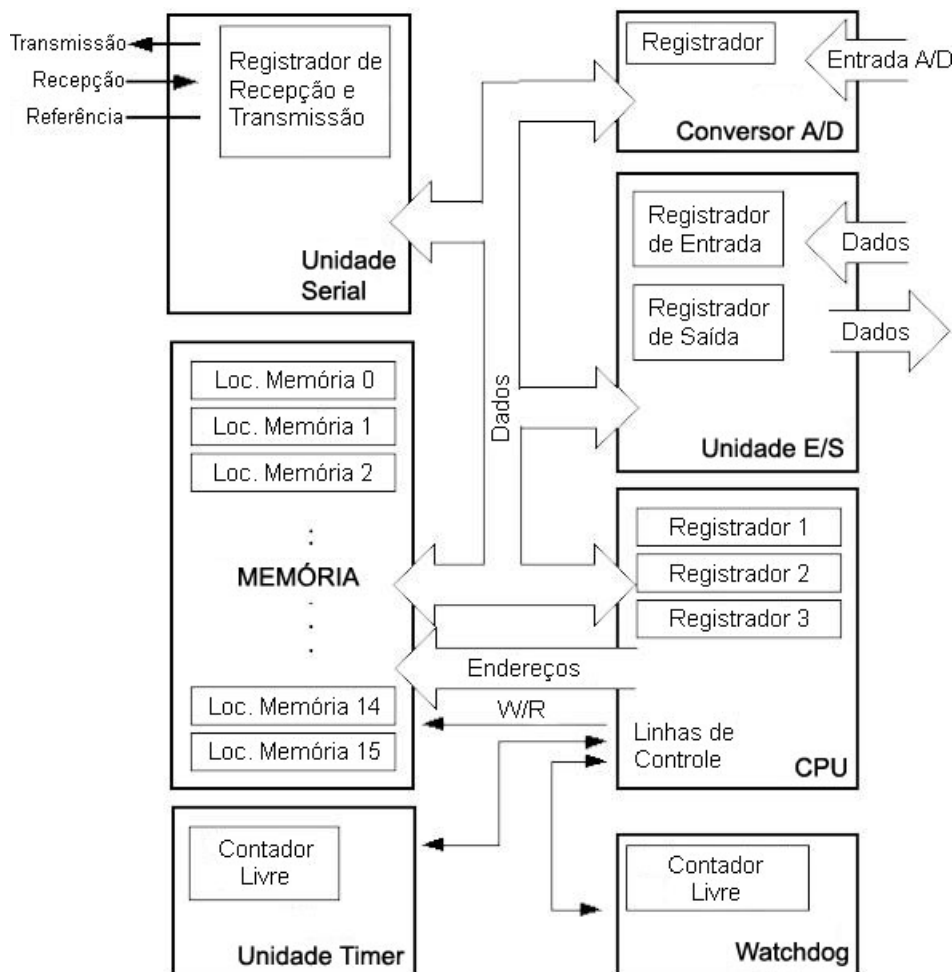 Transmissão
Recepção
Referência
Registrador de
Recepção e
Transmissão
Unidade
Serial
Registrador
Entrada A/D
Conversor A/D
Registrador
de Entrada
Dados
Registrador
de Saída
Dados
Unidade E/S
Dados
Loc. Memória 0
Loc. Memória 1
Loc. Memória 2
MEMÓRIA
Loc. Memória 14
Loc. Memória 15
Registrador 1
Registrador 2
Registrador 3
Endereços
W/R
Linhas de
Controle
CPU
Contador
Livre
Unidade Timer
Contador
Livre
Watchdog